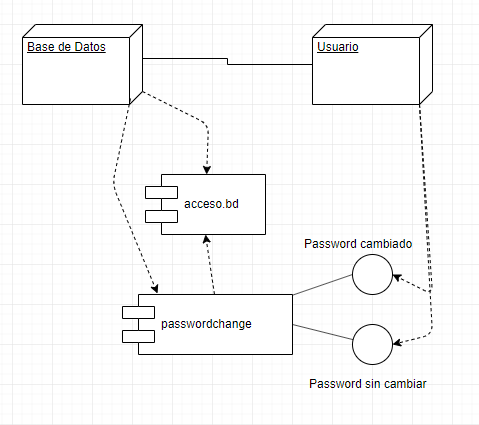 Base de Datos
Usuario
acceso.bd
Password cambiado
passwordchange
Password sin cambiar